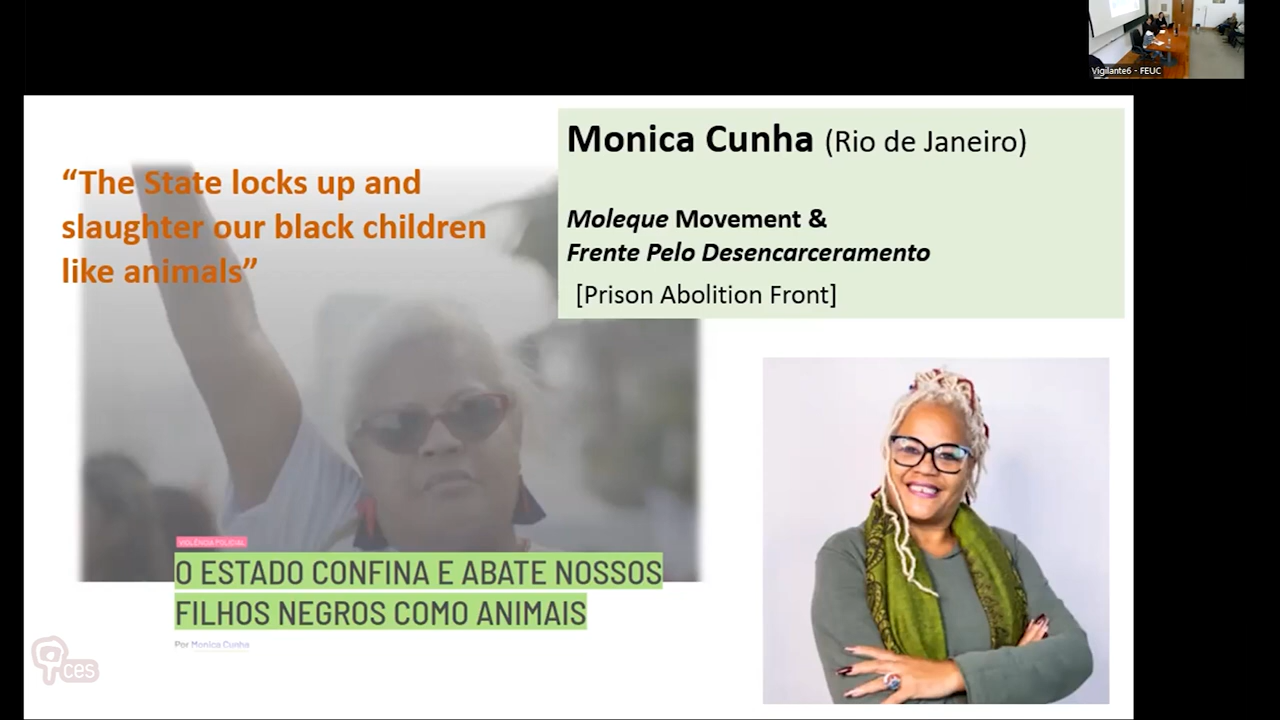 Vigilante6 - FEUC
Monica Cunha (Rio de Janeiro)
“The State locks up and
slaughter our black children
like animals”
Moleque Movement &
Frente Pelo Desencarceramento
[Prison Abolition Front]
VIOLÊNCIA POLICIAL
O ESTADO CONFINA E ABATE NOSSOS
FILHOS NEGROS COMO ANIMAIS
Por Monica Cunha
ces